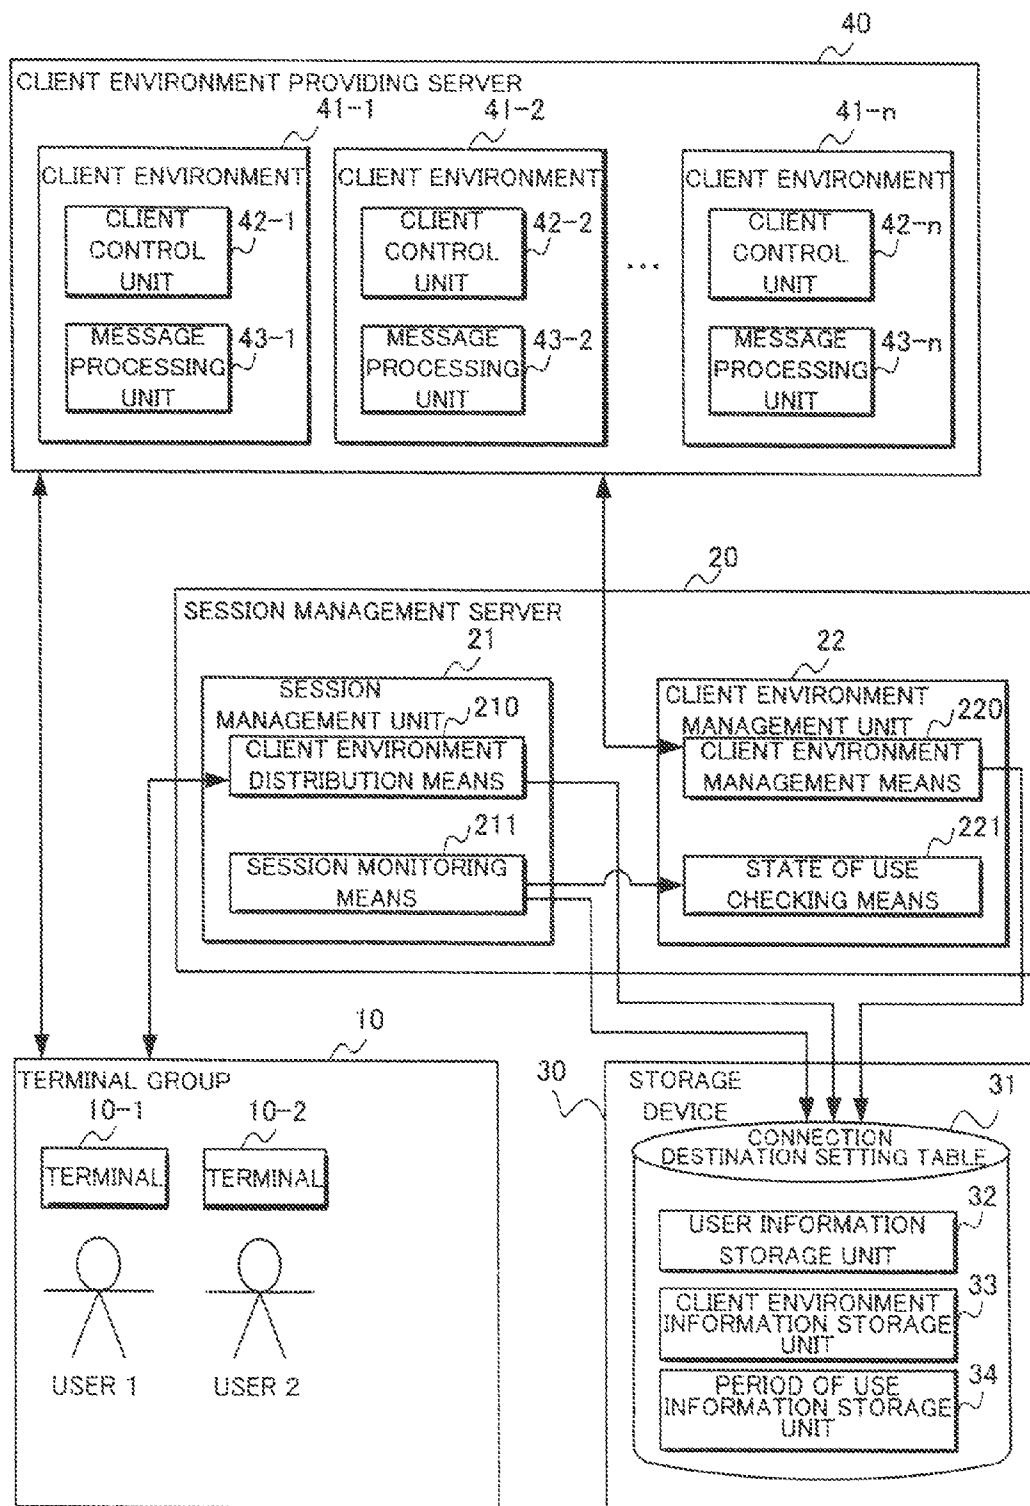 40
CLIENT ENVIRONMENT PROVIDING SERVER
41-1
41-2
41-n
CLIENT ENVIRONMENT
CLIENT ENVIRONMENT
CLIENT ENVIRONMENT
CLIENT
CONTROL
UNIT
42-1
CLIENT
CONTROL
UNIT
42-2
...
CLIENT
CONTROL
UNIT
42-n
MESSAGE
PROCESSING
UNIT
43-1
MESSAGE
PROCESSING
UNIT
43-2
MESSAGE
PROCESSING
UNIT
43-n
20
SESSION MANAGEMENT SERVER
21
SESSION
MANAGEMENT UNIT
210
CLIENT ENVIRONMENT
DISTRIBUTION MEANS
211
SESSION MONITORING
MEANS
22
CLIENT ENVIRONMENT
MANAGEMENT UNIT
220
CLIENT ENVIRONMENT
MANAGEMENT MEANS
221
STATE OF USE
CHECKING MEANS
10
TERMINAL GROUP
10-1
10-2
TERMINAL
TERMINAL
USER 1
USER 2
30
STORAGE
DEVICE
31
CONNECTION
DESTINATION SETTING TABLE
32
USER INFORMATION
STORAGE UNIT
33
CLIENT ENVIRONMENT
INFORMATION STORAGE
UNIT
34
PERIOD OF USE
INFORMATION STORAGE
UNIT